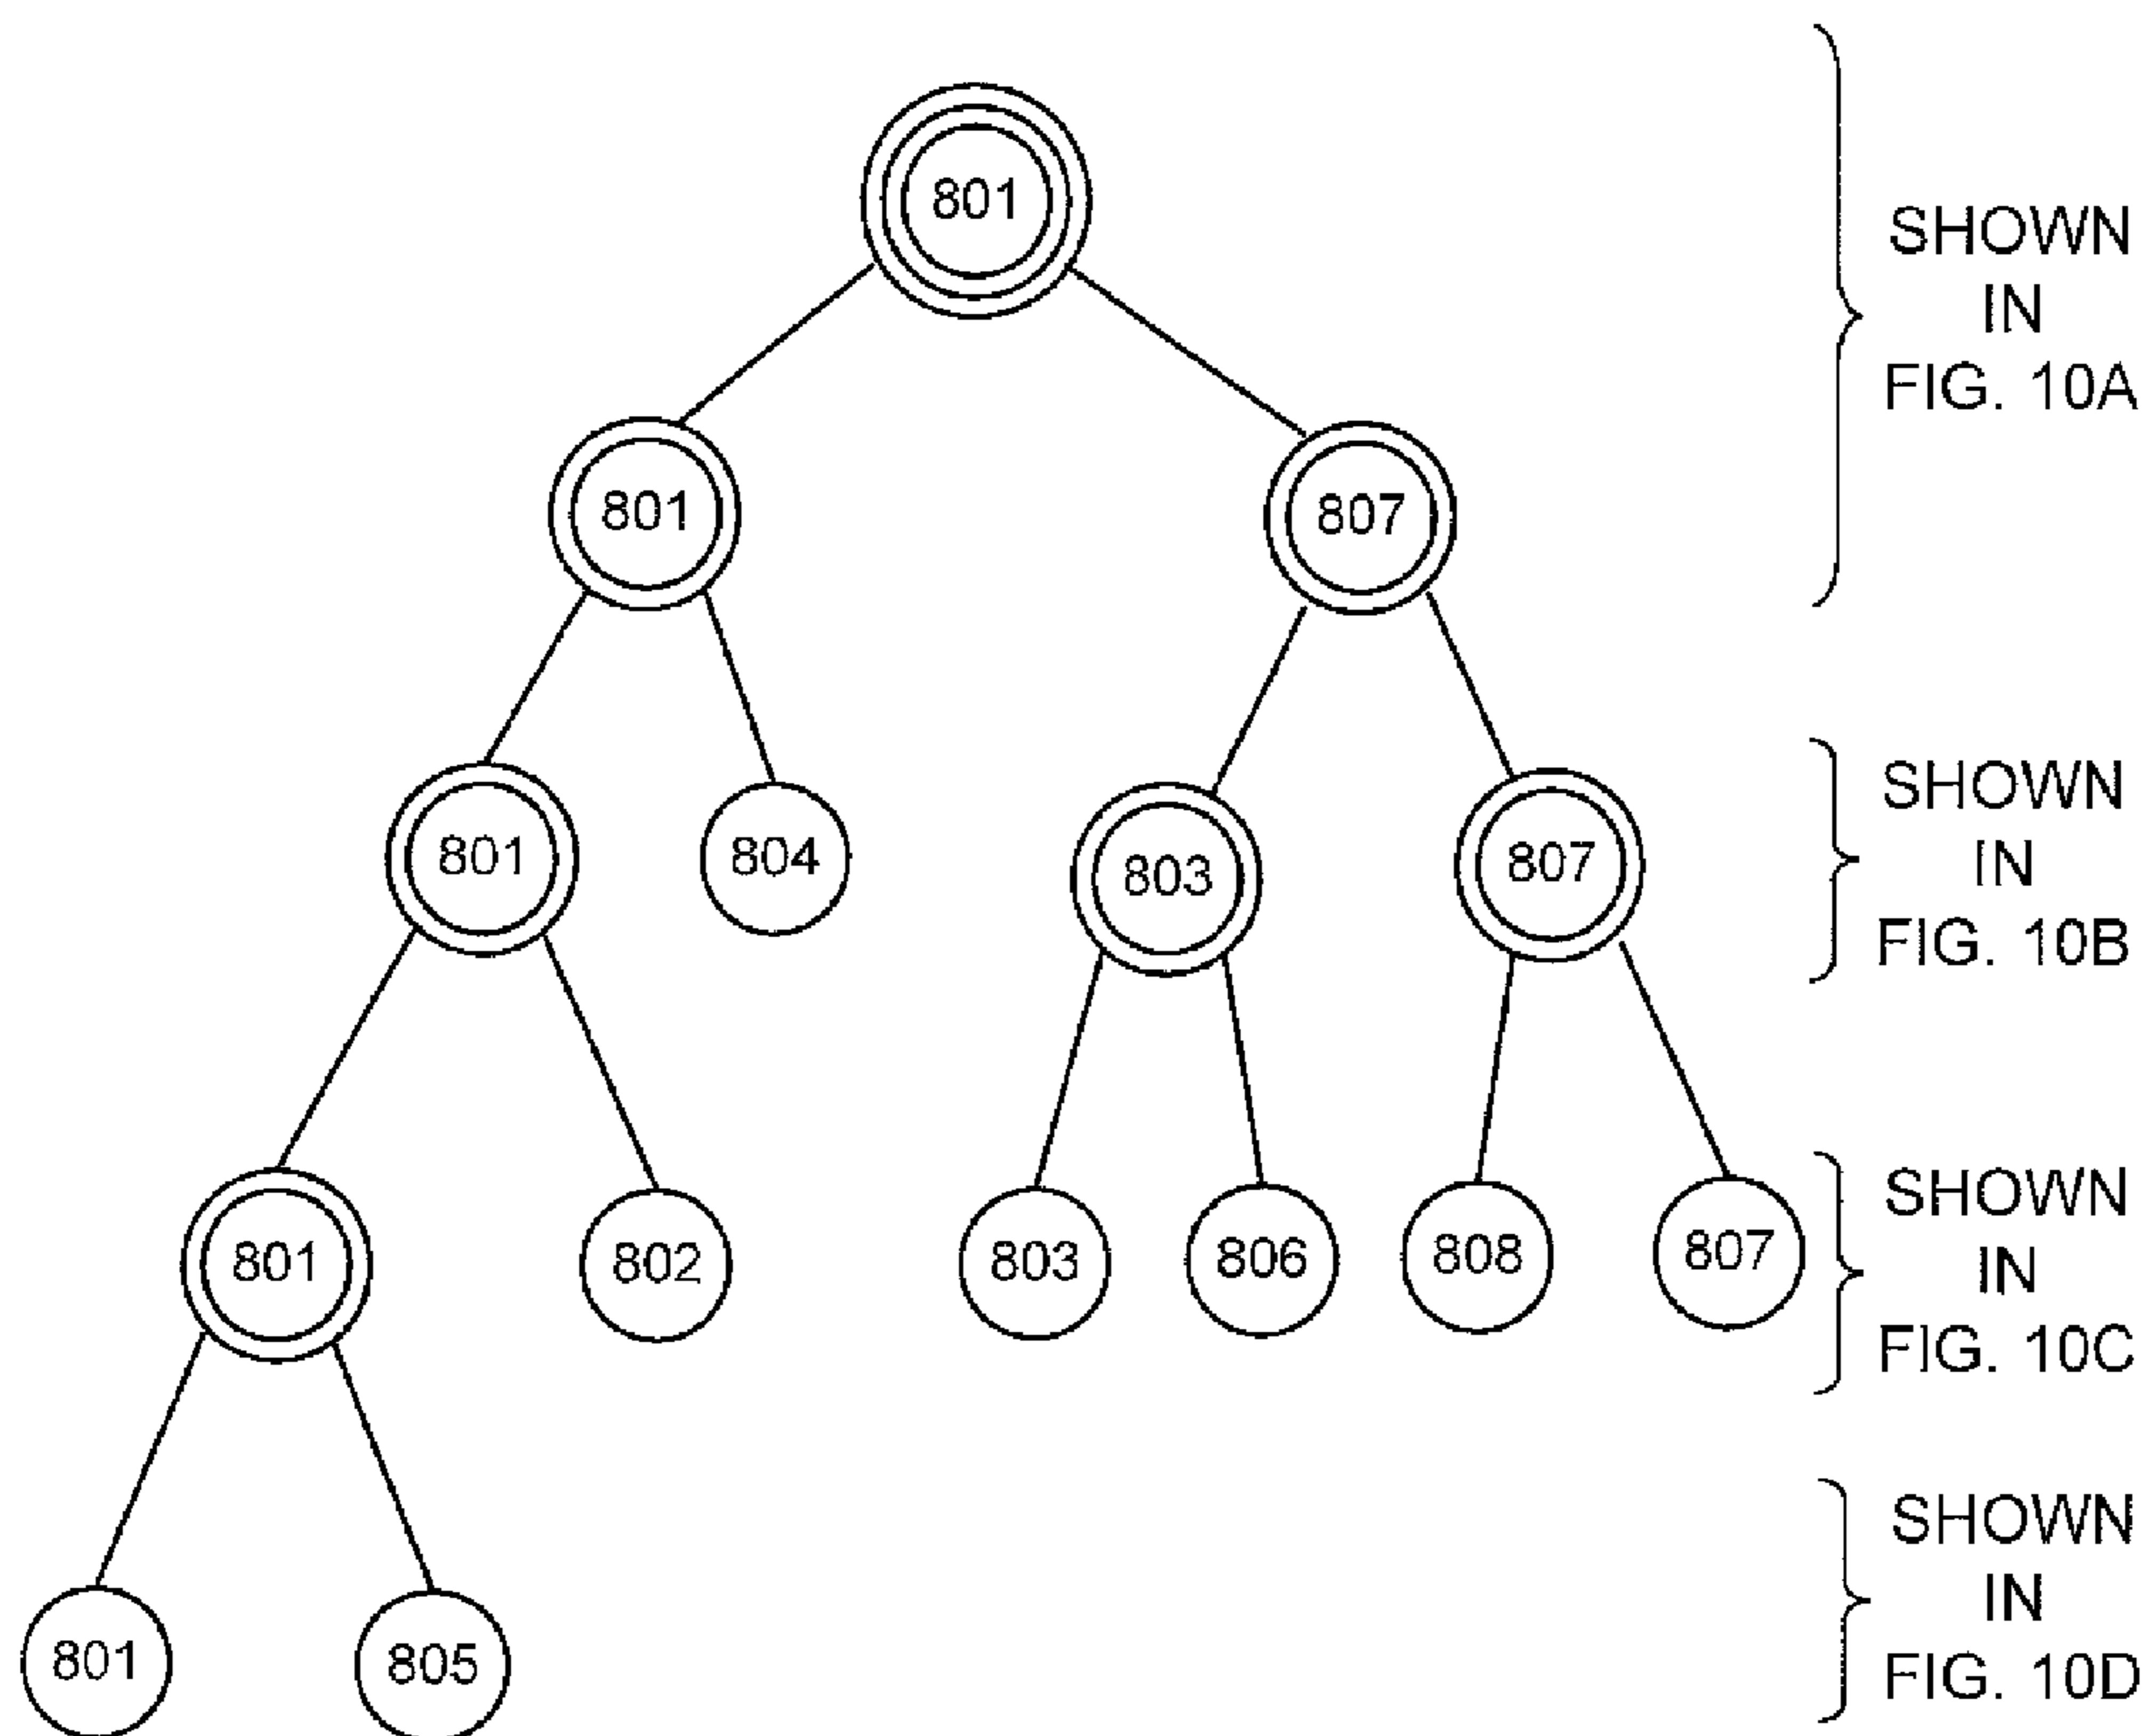 801
SHOWN
IN
FIG. 10A
801
807
801
804
803
807
SHOWN
IN
FIG. 10B
801
802
803
806
808
807
SHOWN
IN
FIG. 10C
801
805
SHOWN
IN
FIG. 10D